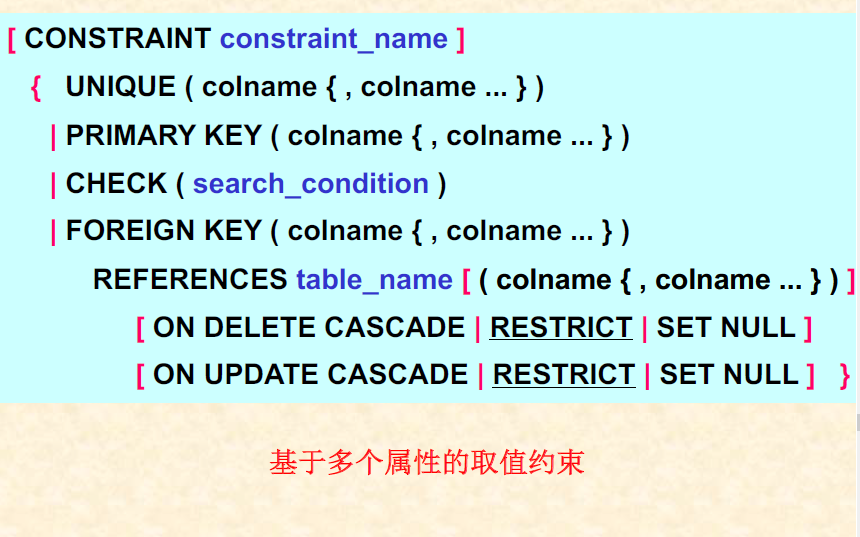 [ CONSTRAINT constraint_name ]
{ UNIQUE ( colname { , colname ... } )
| PRIMARY KEY ( colname { , colname ... } )
| CHECK ( search_condition )
| FOREIGN KEY ( colname { , colname ... } )
REFERENCES table_name [ ( colname { , colname ... } ) ]
[ ON DELETE CASCADE | RESTRICT | SET NULL ]
[ ON UPDATE CASCADE | RESTRICT | SET NULL ] }
基于多个属性的取值约束